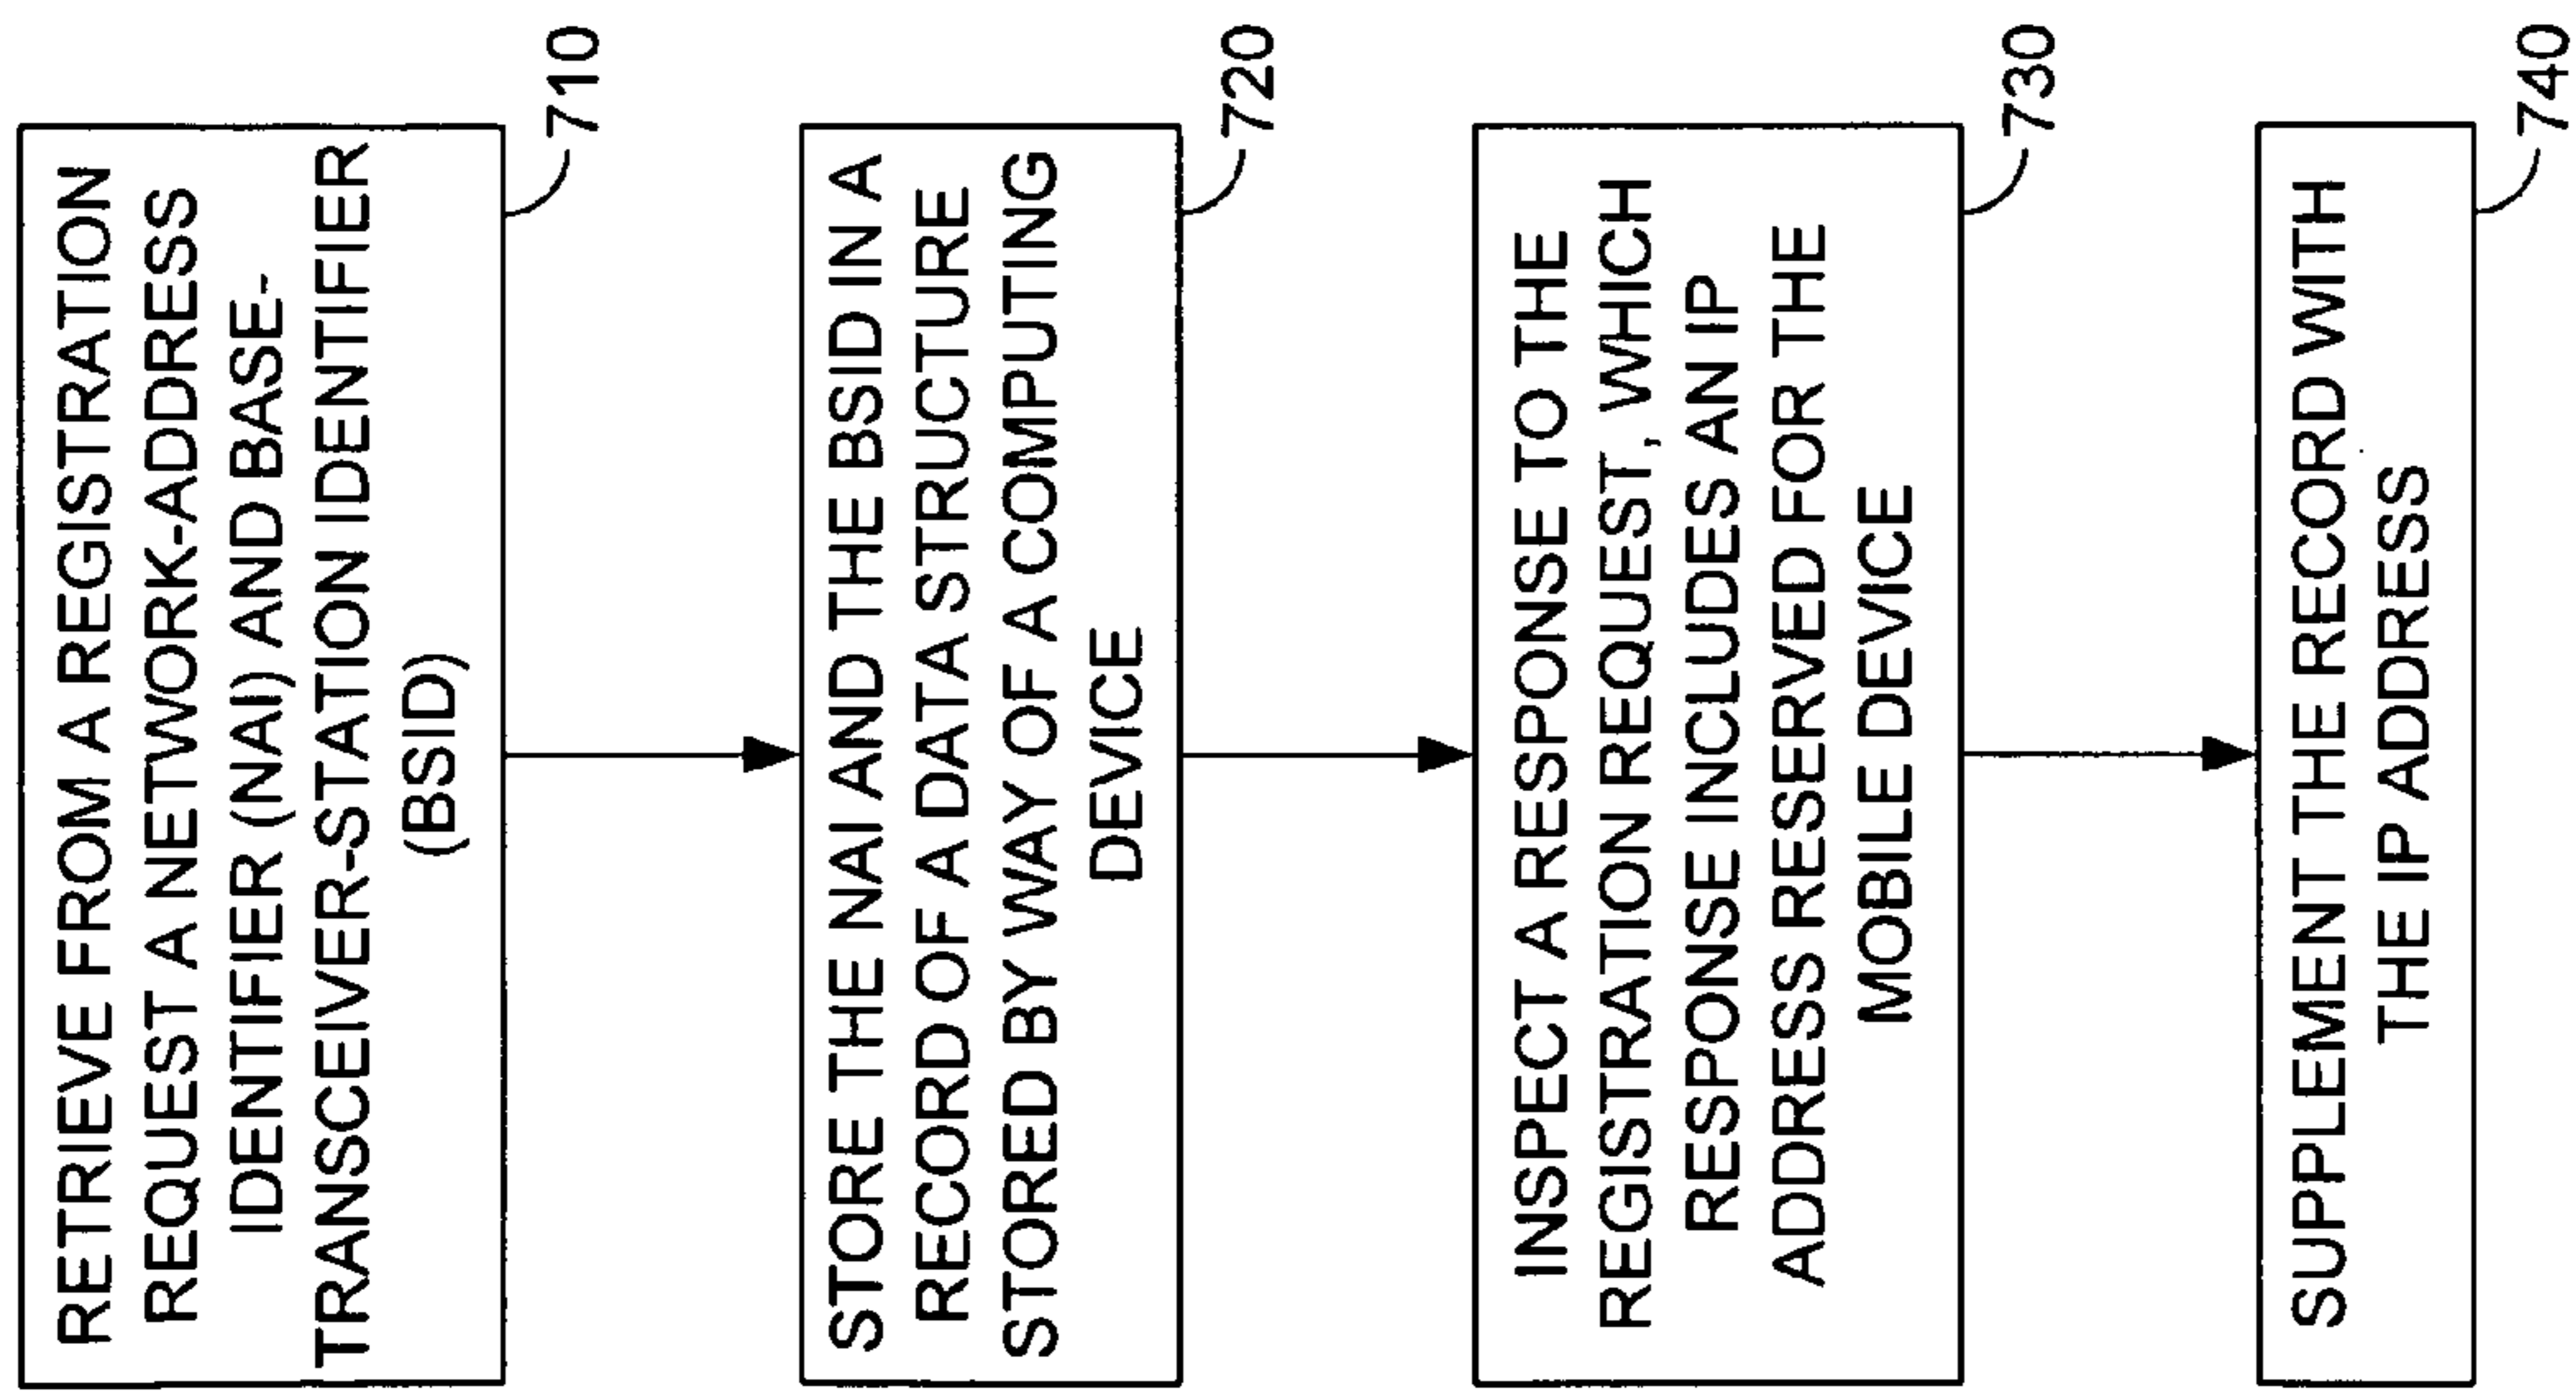 RETRIEVE FROM A REGISTRATION
REQUEST A NETWORK-ADDRESS
IDENTIFIER (NAI) AND BASE-
TRANSCEIVER-STATION IDENTIFIER
(BSID)
710
STORE THE NAI AND THE BSID IN A
RECORD OF A DATA STRUCTURE
STORED BY WAY OF A COMPUTING
DEVICE
720
INSPECT A RESPONSE TO THE
REGISTRATION REQUEST, WHICH
RESPONSE INCLUDES AN IP
ADDRESS RESERVED FOR THE
MOBILE DEVICE
730
SUPPLEMENT THE RECORD WITH
THE IP ADDRESS
740